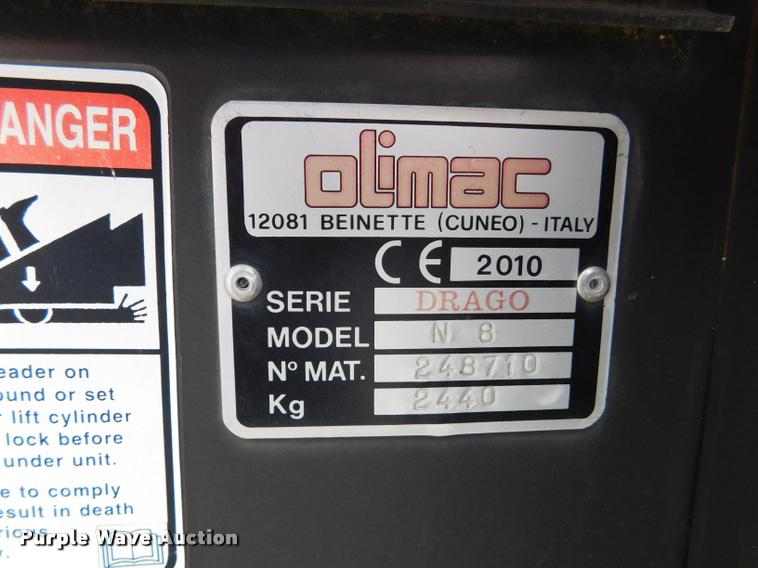 ANGER
eader on
ound or set
r lift cylinder
lock before
under unit.
e to comply
esult in death
olimac
12081 BEINETTE (CUNEO) - ITALY
CE 2010
SERIE DRAGO
MODEL N 8
Nº MAT. 248710
Kg 2440
Purple Wave Auction